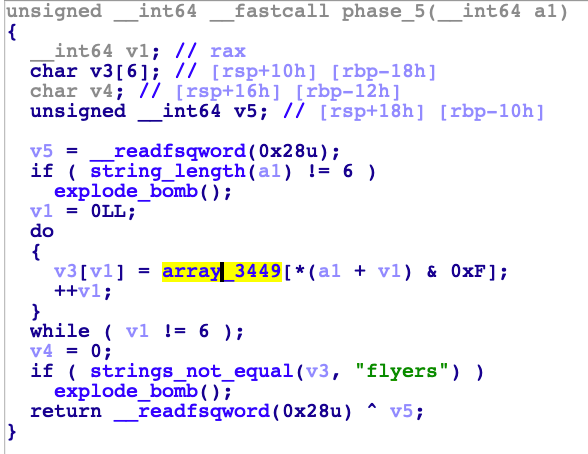 unsigned __int64 __fastcall phase_5(__int64 a1)
{
  __int64 v1; // rax
  char v3[6]; // [rsp+10h] [rbp-18h]
  char v4; // [rsp+16h] [rbp-12h]
  unsigned __int64 v5; // [rsp+18h] [rbp-10h]

  v5 = __readfsqword(0x28u);
  if ( string_length(a1) != 6 )
    explode_bomb();
  v1 = 0LL;
  do
  {
    v3[v1] = array_3449[*(a1 + v1) & 0xF];
    ++v1;
  }
  while ( v1 != 6 );
  v4 = 0;
  if ( strings_not_equal(v3, "flyers") )
    explode_bomb();
  return __readfsqword(0x28u) ^ v5;
}